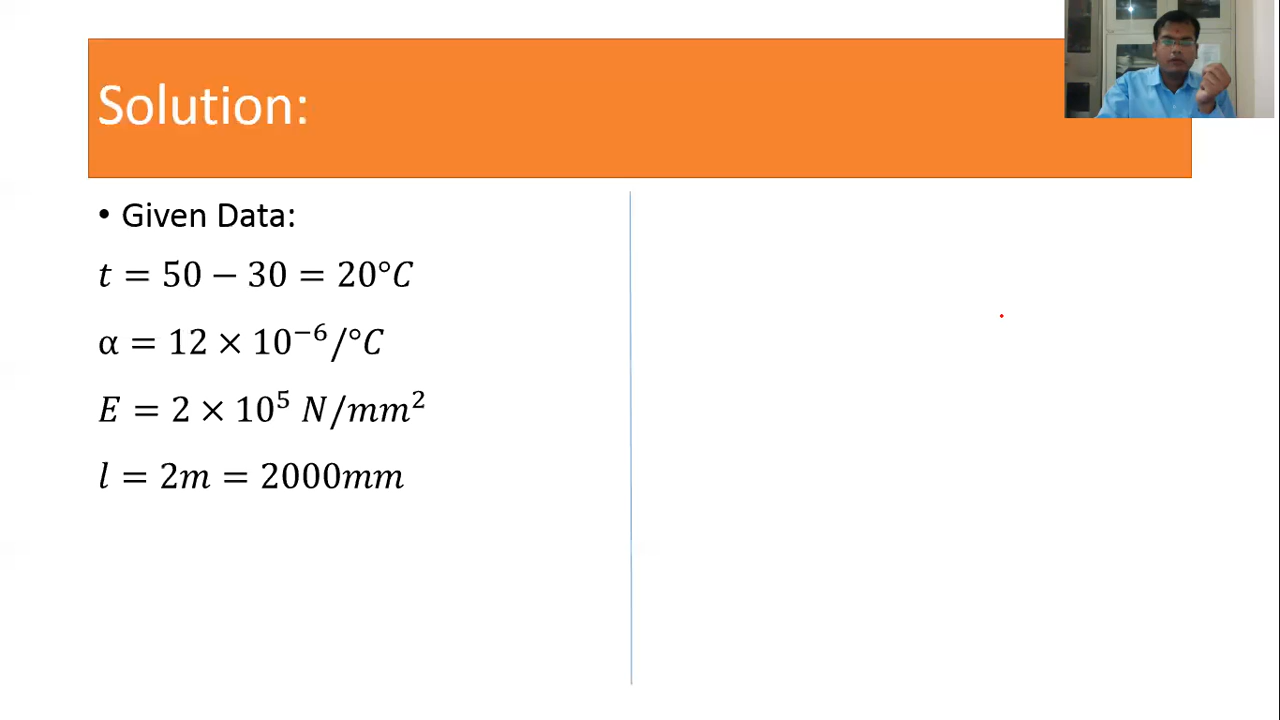 Solution:
• Given Data:
t = 50 − 30 = 20°C
α = 12 × 10⁻⁶/°C
E = 2 × 10⁵ N/mm²
l = 2m = 2000mm